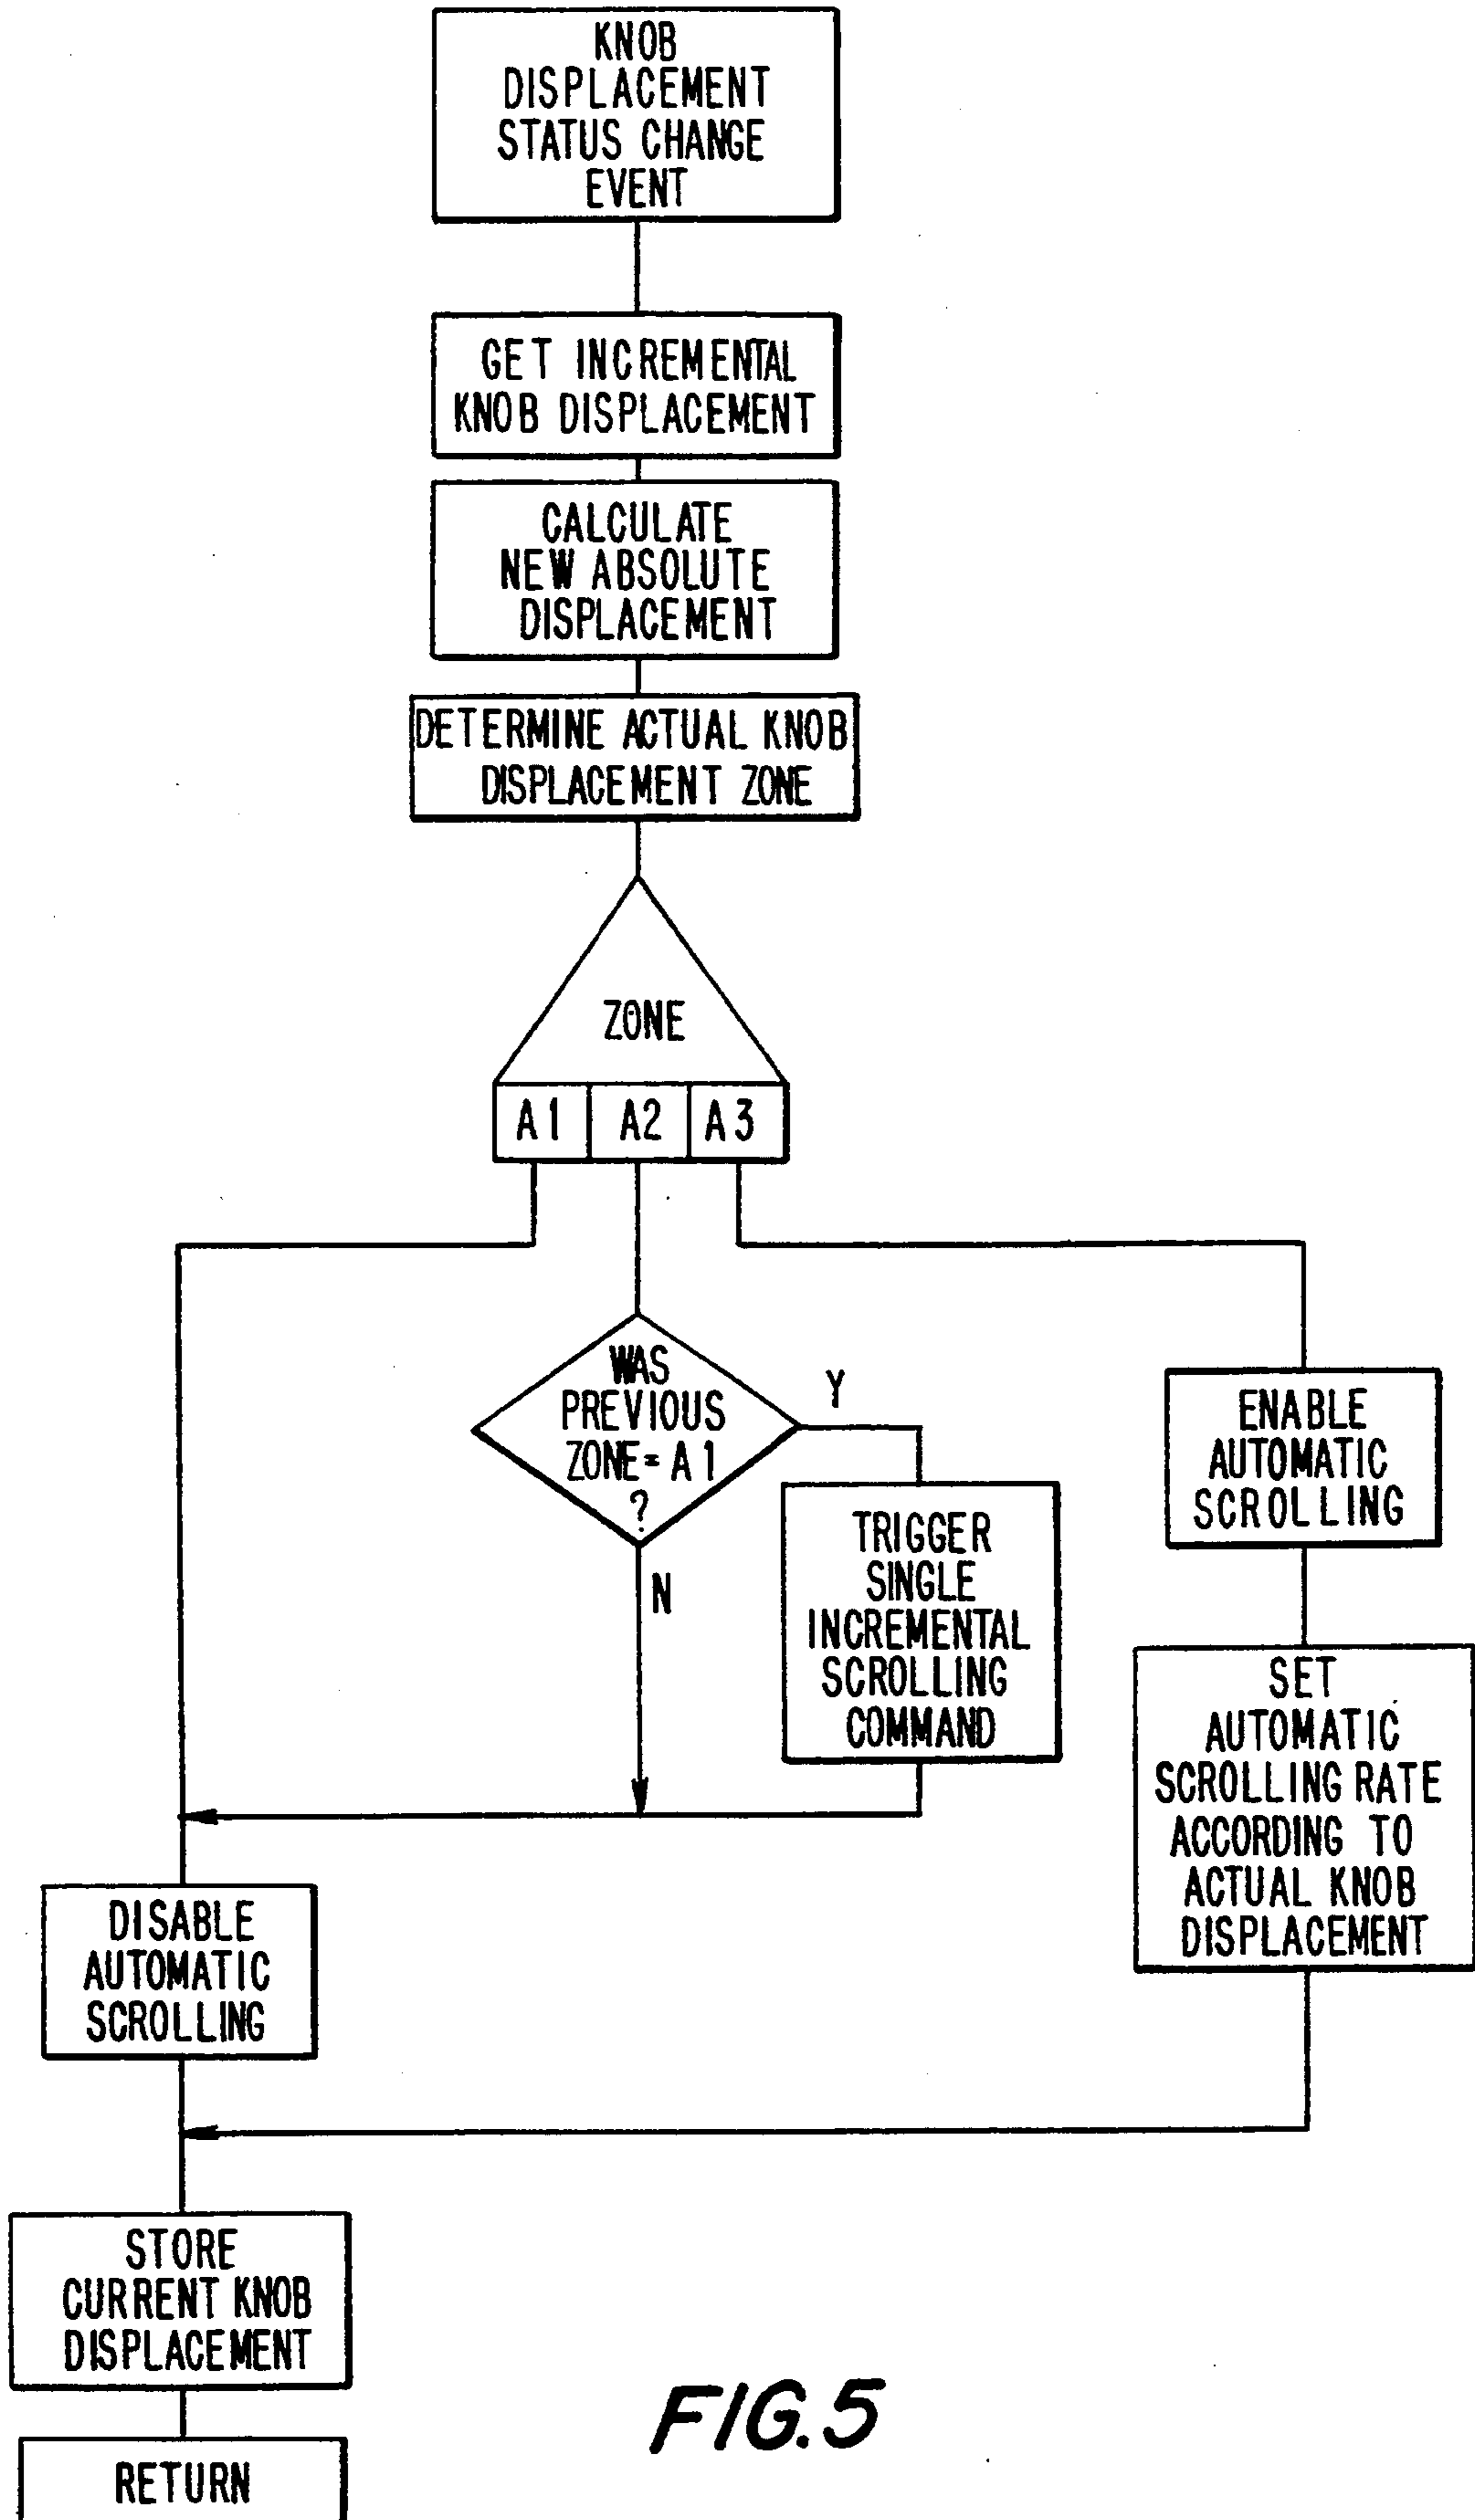 KNOB
DISPLACEMENT
STATUS CHANGE
EVENT
GET INCREMENTAL
KNOB DISPLACEMENT
CALCULATE
NEW ABSOLUTE
DISPLACEMENT
DETERMINE ACTUAL KNOB
DISPLACEMENT ZONE
ZONE
A1 A2 A3
WAS
PREVIOUS
ZONE = A1
?
Y
N
TRIGGER
SINGLE
INCREMENTAL
SCROLLING
COMMAND
ENABLE
AUTOMATIC
SCROLLING
SET
AUTOMATIC
SCROLLING RATE
ACCORDING TO
ACTUAL KNOB
DISPLACEMENT
DISABLE
AUTOMATIC
SCROLLING
STORE
CURRENT KNOB
DISPLACEMENT
RETURN
FIG.5